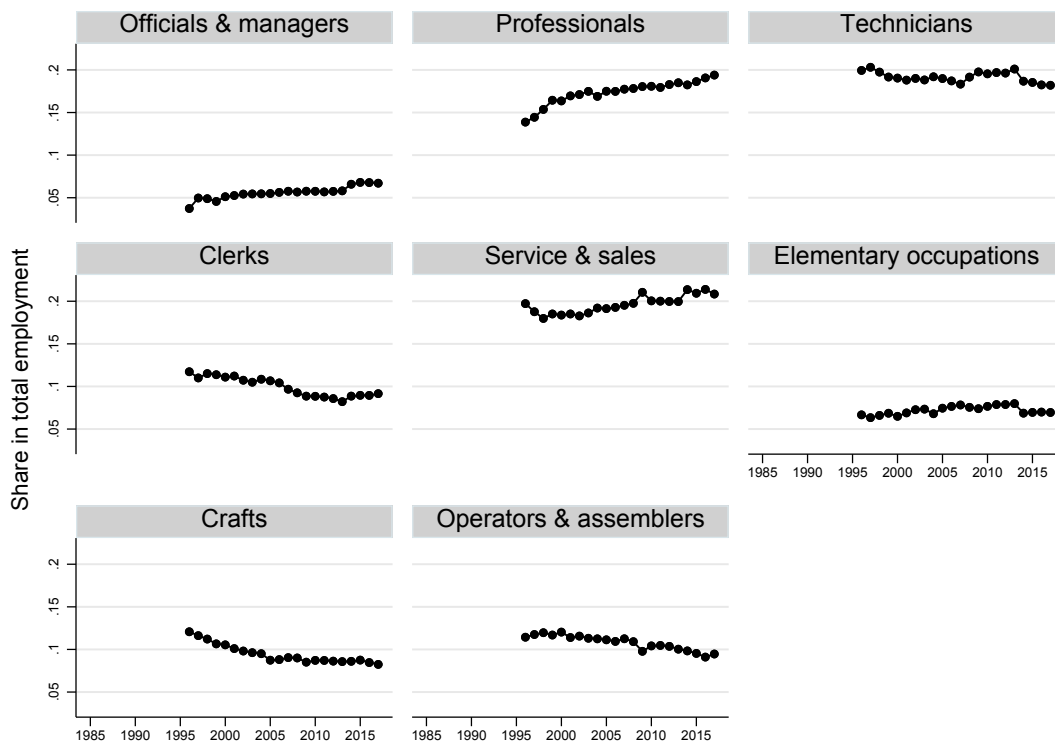 Officials & managers
Professionals
Technicians
.2
.15
.1
.05
Clerks
Service & sales
Elementary occupations
.2
.15
.1
.05
1985 1990 1995 2000 2005 2010 2015
Crafts
Operators & assemblers
.2
.15
.1
.05
1985 1990 1995 2000 2005 2010 2015
1985 1990 1995 2000 2005 2010 2015
Share in total employment